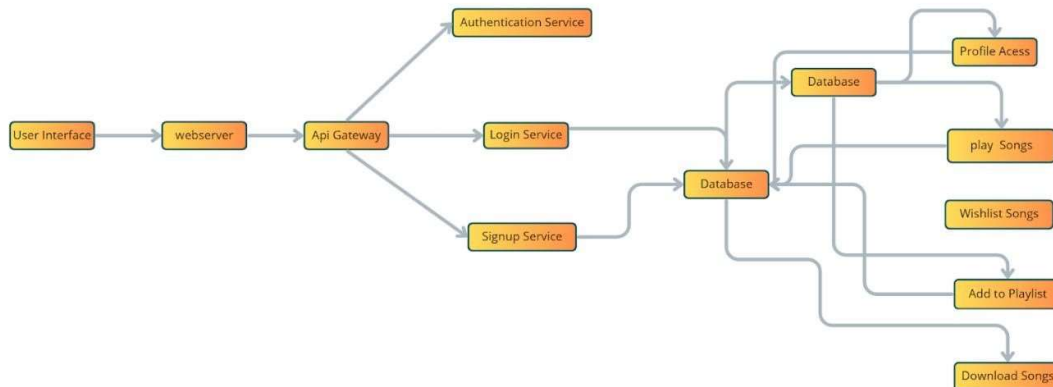 Authentication Service
Profile Acess
Database
User Interface
webserver
Api Gateway
Login Service
play Songs
Database
Wishlist Songs
Signup Service
Add to Playlist
Download Songs